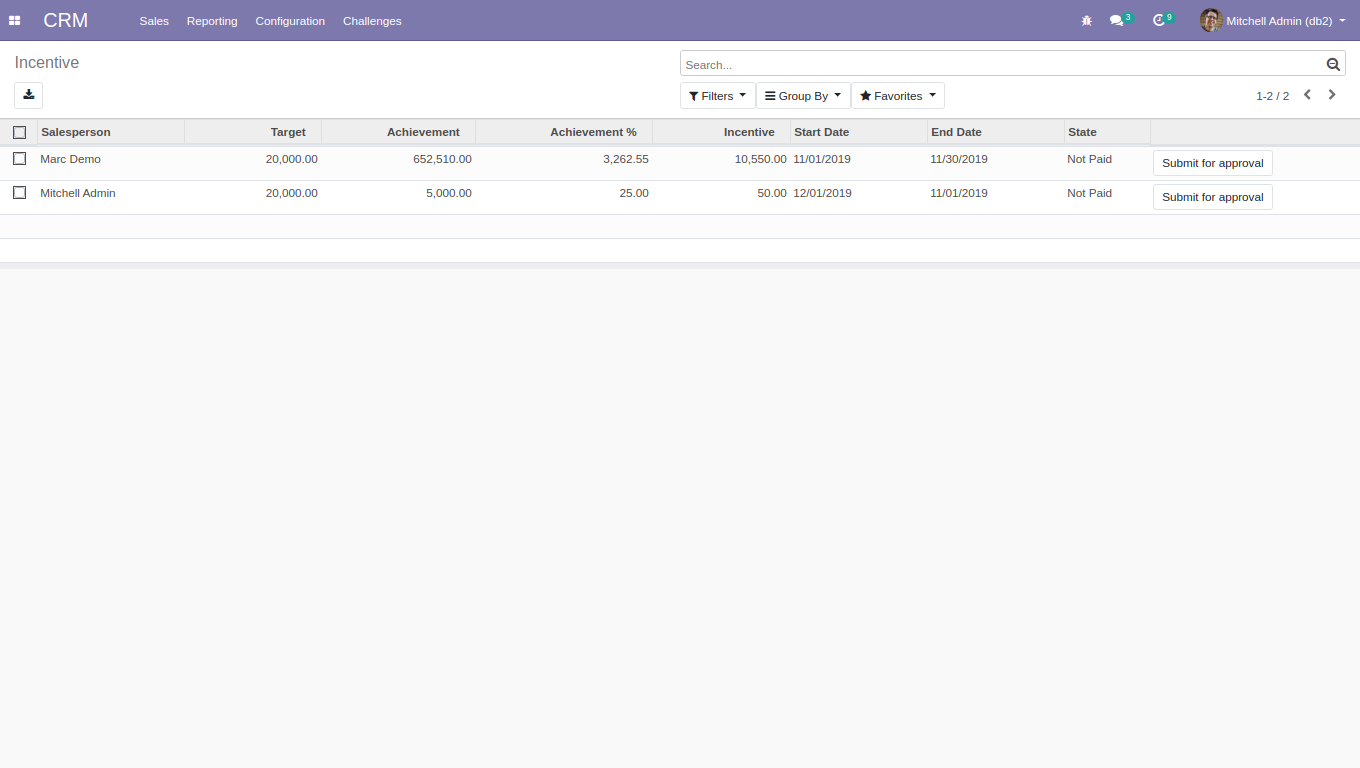 CRM Sales Reporting Configuration Challenges 3 9 Mitchell Admin (db2)
Incentive
Search...
Filters Group By Favorites 1-2 / 2
Salesperson Target Achievement Achievement % Incentive Start Date End Date State
Marc Demo 20,000.00 652,510.00 3,262.55 10,550.00 11/01/2019 11/30/2019 Not Paid Submit for approval
Mitchell Admin 20,000.00 5,000.00 25.00 50.00 12/01/2019 11/01/2019 Not Paid Submit for approval